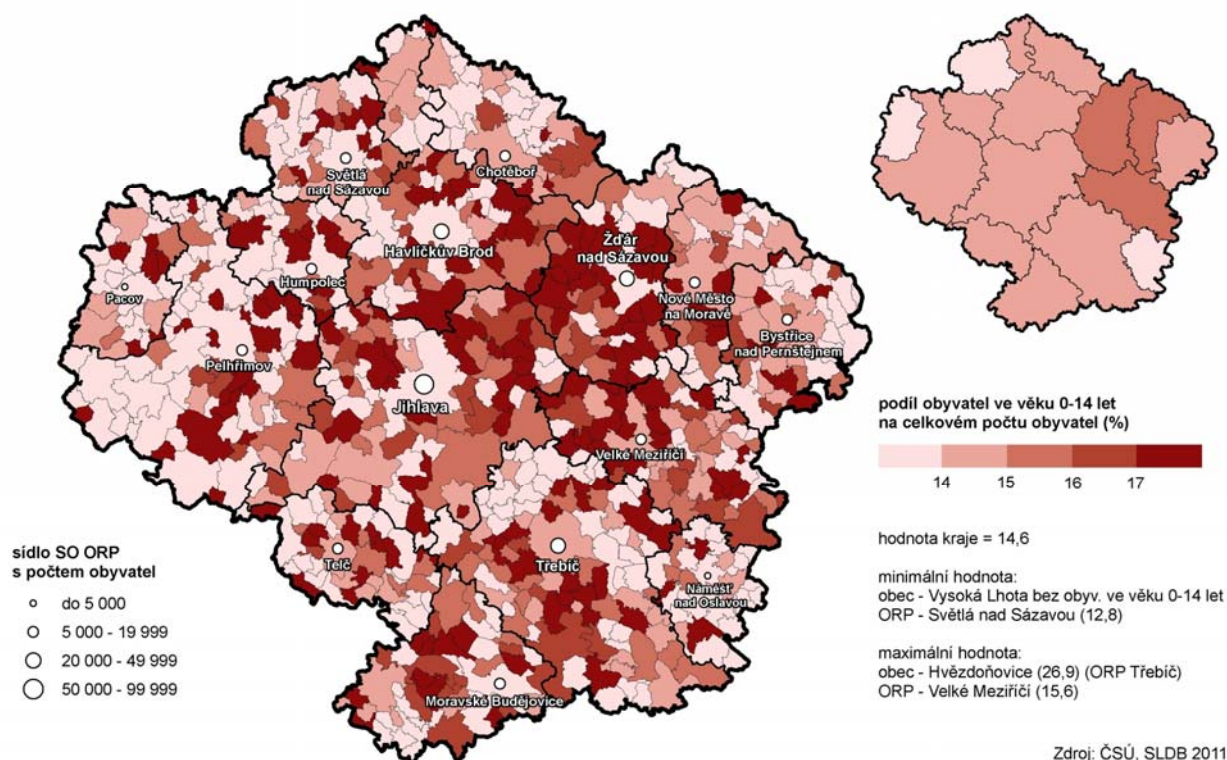 Světlá
nad Sázavou
Chotěboř
Havlíčkův Brod
Žďár
nad Sázavou
Humpolec
Pacov
Nové Město
na Moravě
Bystřice
nad Pernštejnem
Pelhřimov
Jihlava
Velké Meziříčí
Telč
Třebíč
Náměšť
nad Oslavou
Moravské Budějovice
sídlo SO ORP
s počtem obyvatel
do 5 000
5 000 - 19 999
20 000 - 49 999
50 000 - 99 999
podíl obyvatel ve věku 0-14 let
na celkovém počtu obyvatel (%)
14 15 16 17
hodnota kraje = 14,6
minimální hodnota:
obec - Vysoká Lhota bez obyv. ve věku 0-14 let
ORP - Světlá nad Sázavou (12,8)
maximální hodnota:
obec - Hvězdoňovice (26,9) (ORP Třebíč)
ORP - Velké Meziříčí (15,6)
Zdroj: ČSÚ, SLDB 2011